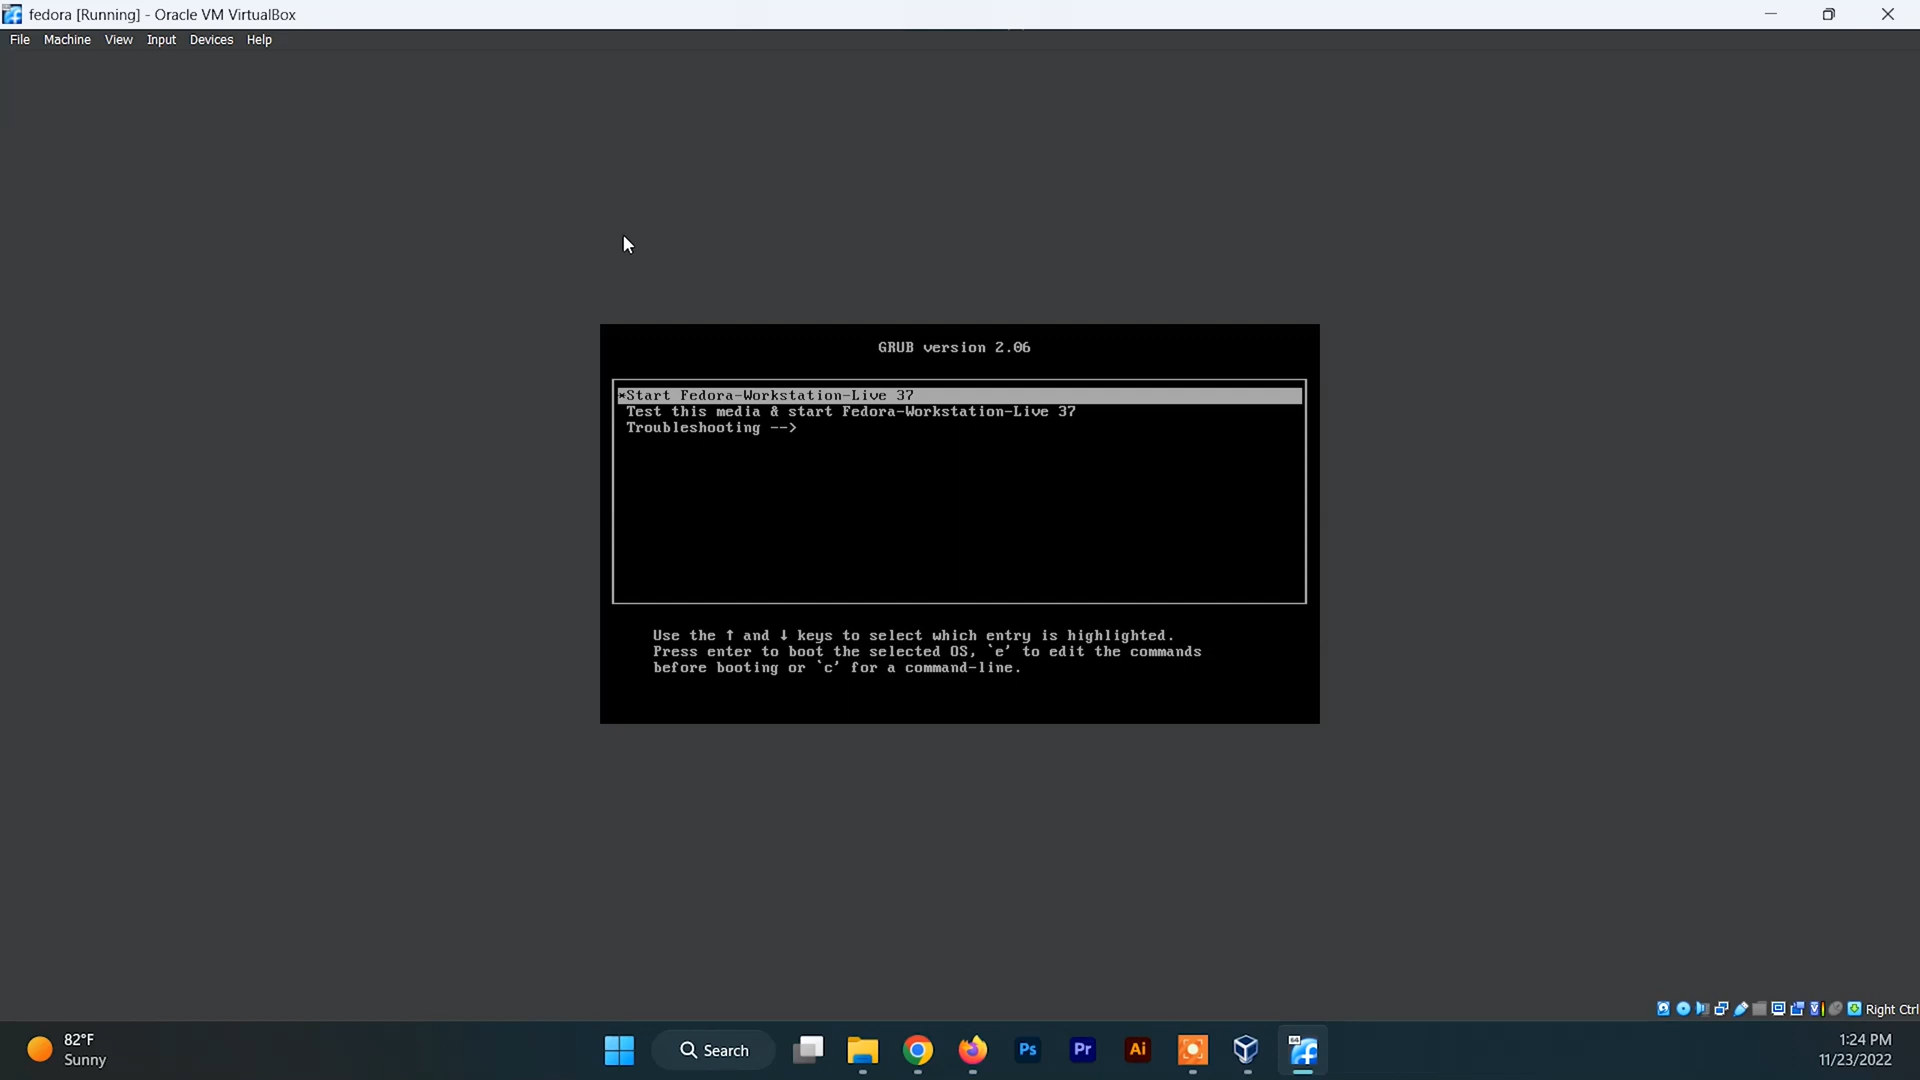 fedora [Running] - Oracle VM VirtualBox
File Machine View Input Devices Help
GRUB version 2.06
*Start Fedora-Workstation-Live 37
Test this media & start Fedora-Workstation-Live 37
Troubleshooting -->
Use the ↑ and ↓ keys to select which entry is highlighted.
Press enter to boot the selected OS, `e' to edit the commands
before booting or `c' for a command-line.
Right Ctrl
82°F
Sunny
Search
Ps
Pr
Ai
64
1:24 PM
11/23/2022